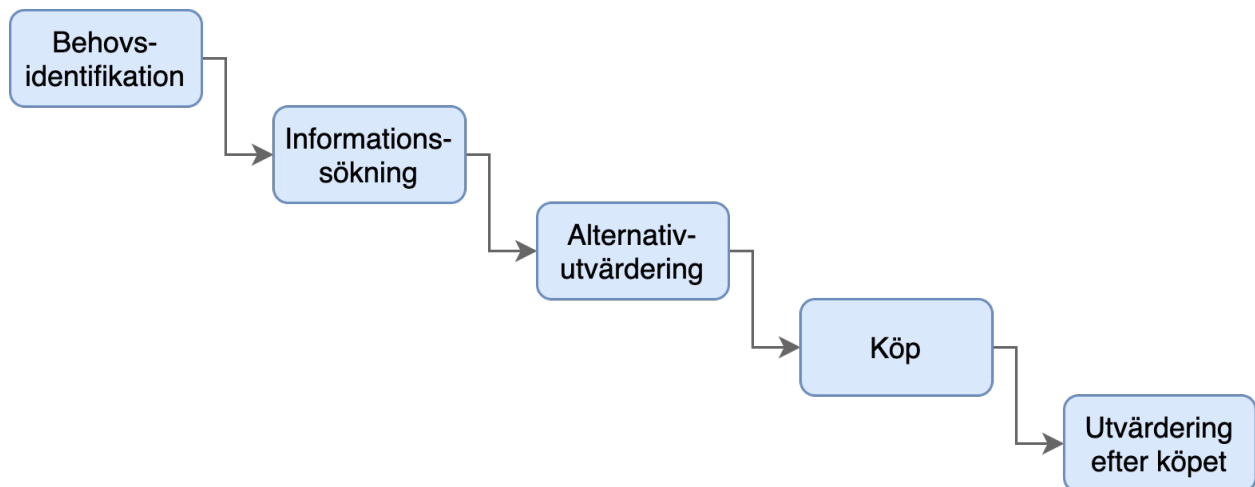 Behovs-
identifikation
Informations-
sökning
Alternativ-
utvärdering
Köp
Utvärdering
efter köpet